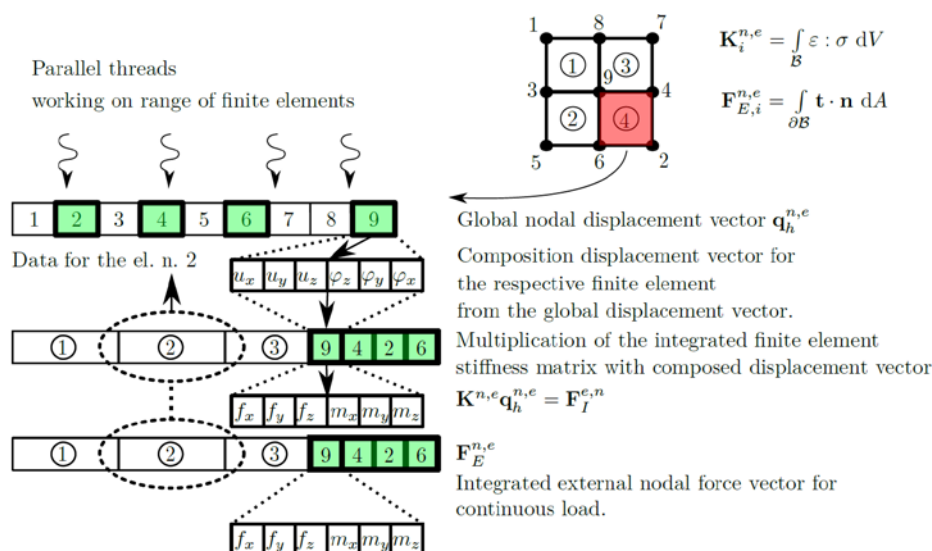 1 8 7
① 9 ③
3 4
② ④
5 6 2
𝐊ᵢⁿ,ᵉ = ∫_ℬ ε : σ dV
𝐅_{E,i}^{n,e} = ∫_{∂ℬ} 𝐭 · 𝐧 dA
Parallel threads
working on range of finite elements
1 2 3 4 5 6 7 8 9
Global nodal displacement vector 𝐪_h^{n,e}
Data for the el. n. 2
u_x u_y u_z φ_z φ_y φ_x
Composition displacement vector for
the respective finite element
from the global displacement vector.
① ② ③ 9 4 2 6
Multiplication of the integrated finite element
stiffness matrix with composed displacement vector
f_x f_y f_z m_x m_y m_z
𝐊^{n,e}𝐪_h^{n,e} = 𝐅_I^{e,n}
① ② ③ 9 4 2 6
𝐅_E^{n,e}
Integrated external nodal force vector for
continuous load.
f_x f_y f_z m_x m_y m_z